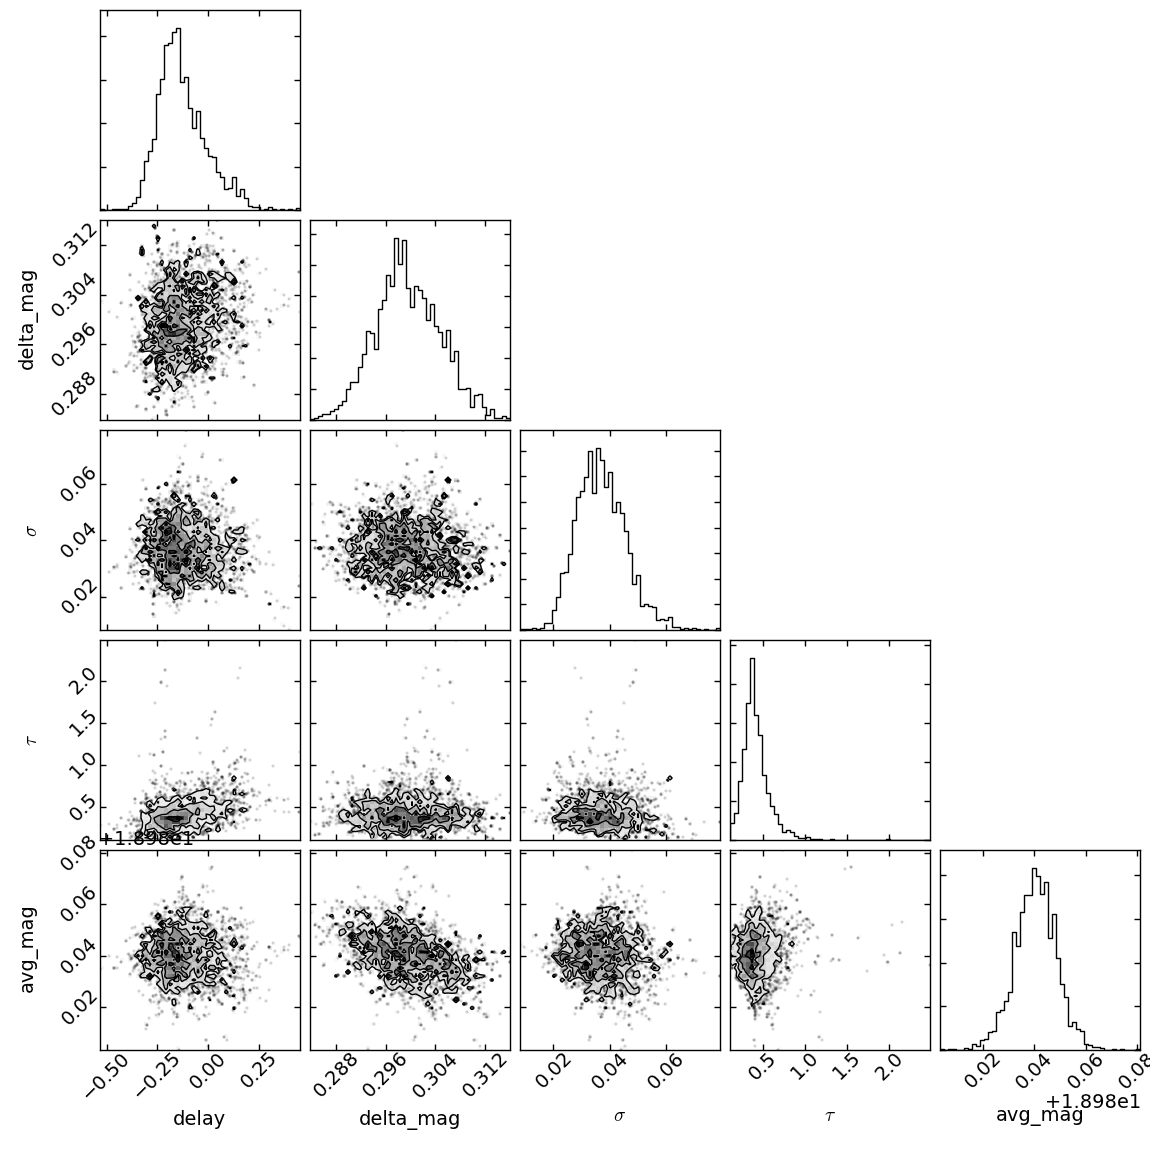 0.312
0.304
0.296
0.288
delta_mag
0.06
0.04
0.02
σ
2.0
1.5
1.0
0.5
τ
+1.898e1
0.08
0.06
0.04
0.02
avg_mag
−0.50 −0.25 0.00 0.25
delay
0.288 0.296 0.304 0.312
delta_mag
0.02 0.04 0.06
σ
0.5 1.0 1.5 2.0
τ
0.02 0.04 0.06 0.08
+1.898e1
avg_mag